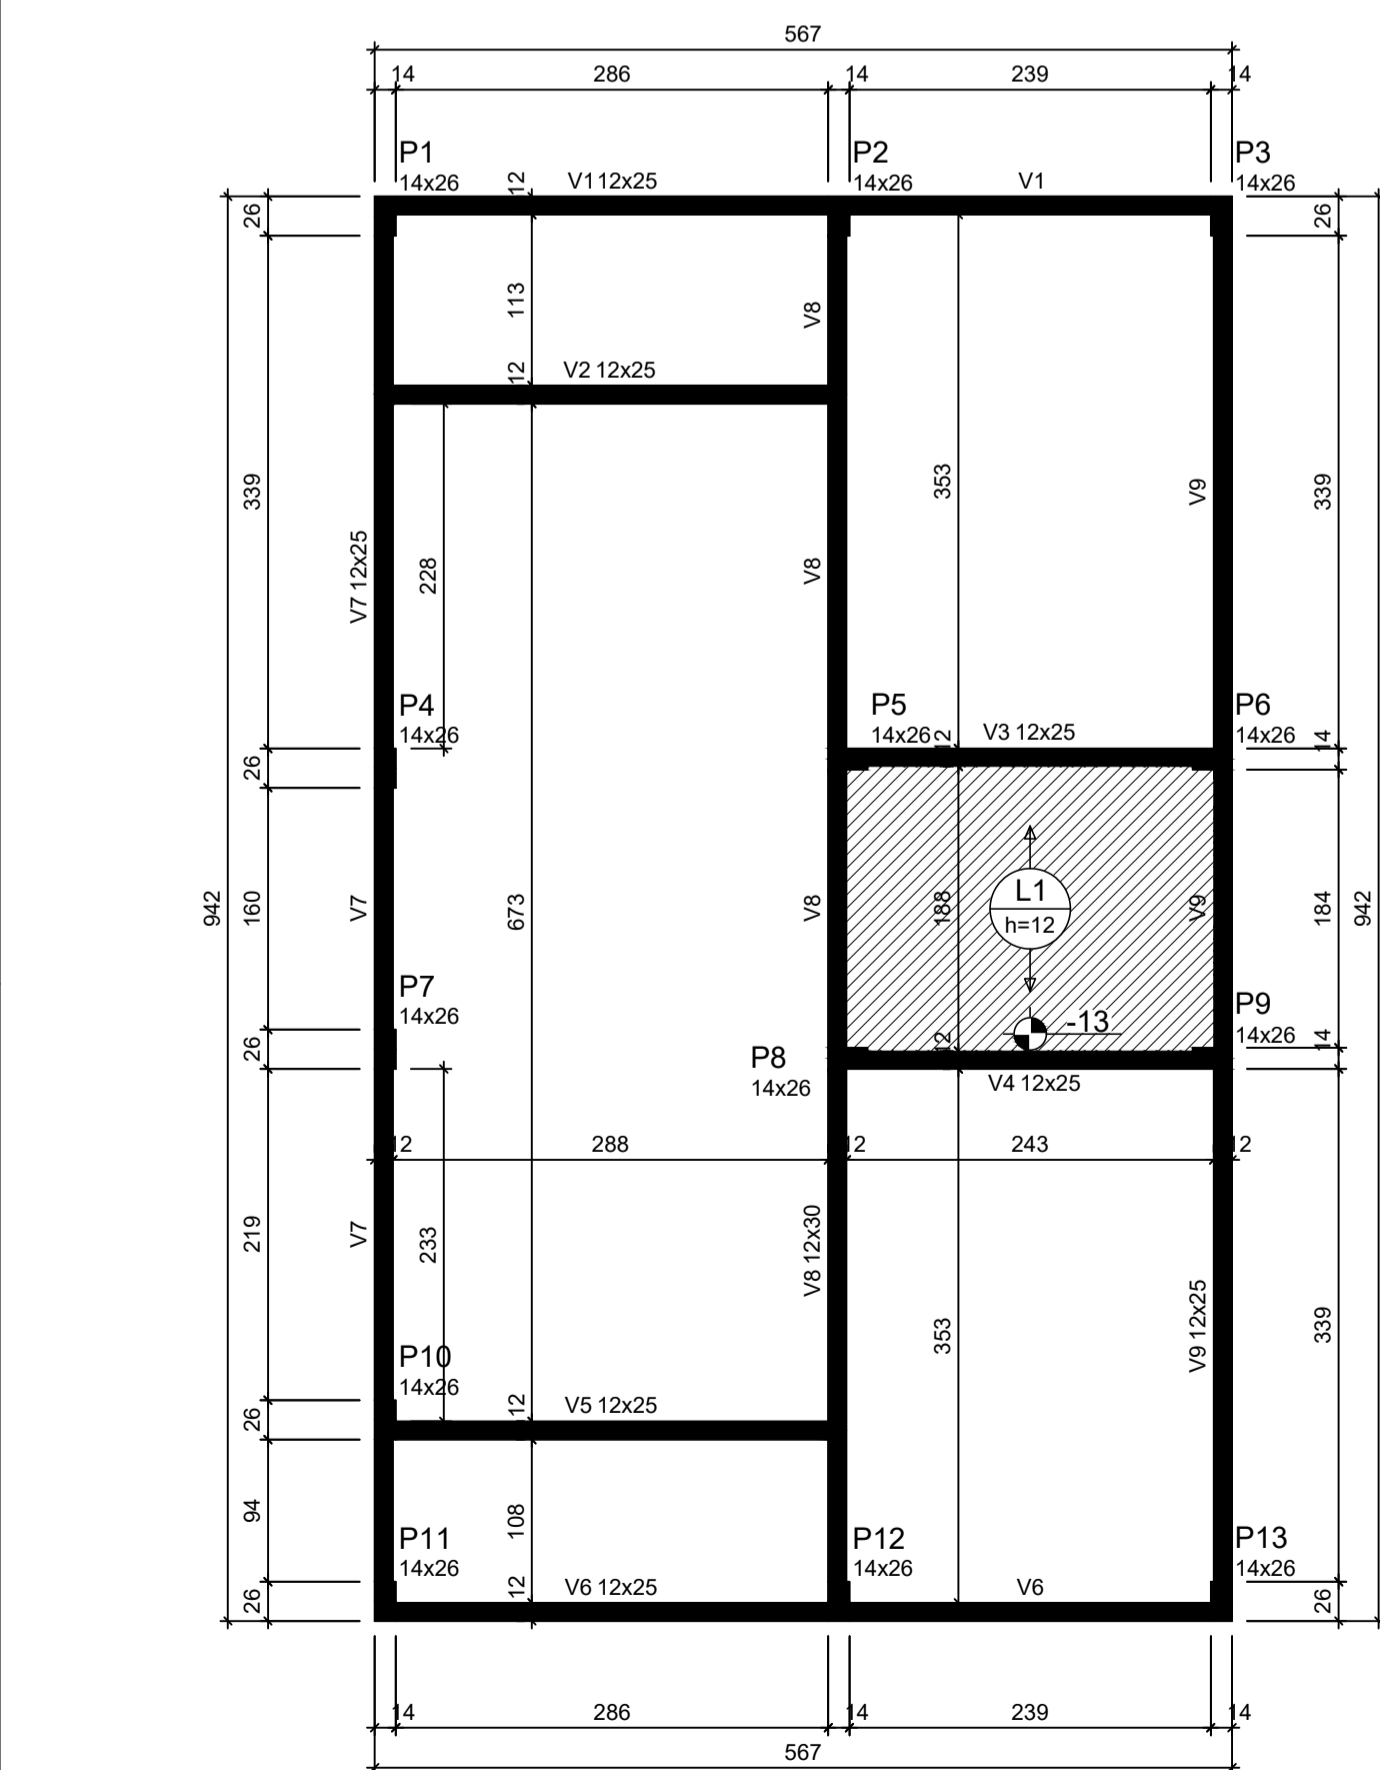 567
14 286 14 239 14
P1 P2 P3
14x26 12 V1 12x25 14x26 V1 14x26
26 26
113 V8
12 V2 12x25
339 353 V9 339
V7 12x25 228 V8
P4 P5 P6
14x26 14x26 12 V3 12x25 14x26 14
26
L1
942 160 V7 673 V8 188 h=12 V9 184 942
P7 P9
14x26 -13 14x26
26 12 14
P8
14x26 V4 12x25
12 288 12 243 12
219 V7 233 V8 12x30
353 V9 12x25 339
P10
14x26
26 12 V5 12x25
94 108
P11 P12 P13
14x26 14x26 14x26
26 12 V6 12x25 V6 26
14 286 14 239 14
567